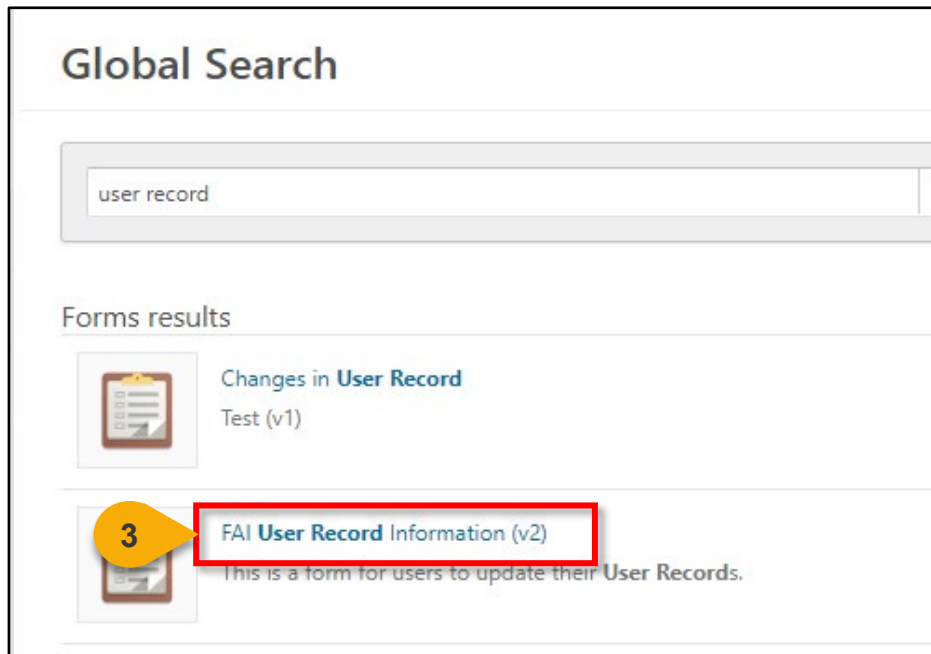 Global Search
user record
Forms results
Changes in User Record
Test (v1)
3
FAI User Record Information (v2)
This is a form for users to update their User Records.